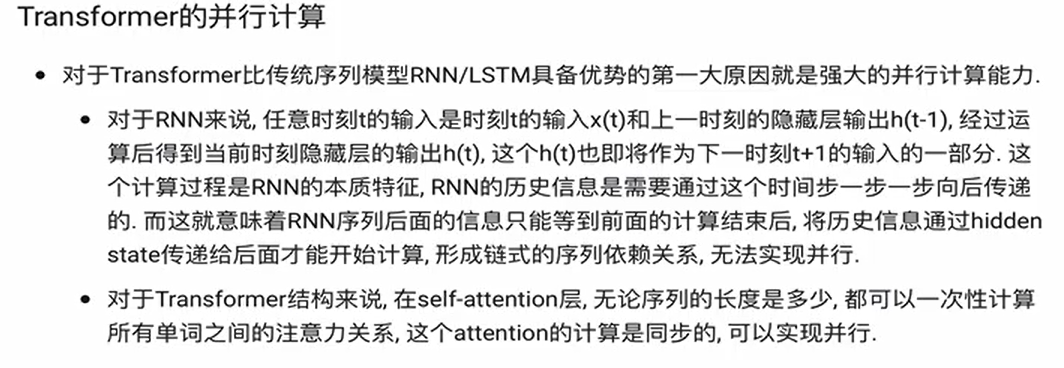 Transformer的并行计算
● 对于Transformer比传统序列模型RNN/LSTM具备优势的第一大原因就是强大的并行计算能力.
● 对于RNN来说, 任意时刻t的输入是时刻t的输入x(t)和上一时刻的隐藏层输出h(t-1), 经过运
算后得到当前时刻隐藏层的输出h(t), 这个h(t)也即将作为下一时刻t+1的输入的一部分. 这
个计算过程是RNN的本质特征, RNN的历史信息是需要通过这个时间步一步一步向后传递
的. 而这就意味着RNN序列后面的信息只能等到前面的计算结束后, 将历史信息通过hidden
state传递给后面才能开始计算, 形成链式的序列依赖关系, 无法实现并行.
● 对于Transformer结构来说, 在self-attention层, 无论序列的长度是多少, 都可以一次性计算
所有单词之间的注意力关系, 这个attention的计算是同步的, 可以实现并行.